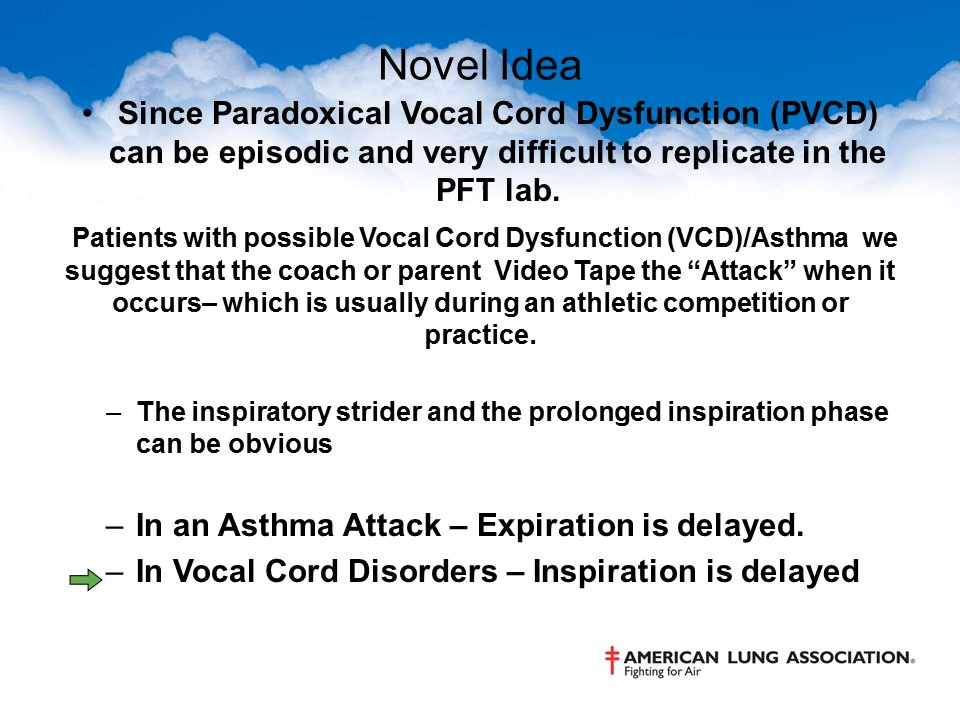 Novel Idea
• Since Paradoxical Vocal Cord Dysfunction (PVCD)
can be episodic and very difficult to replicate in the
PFT lab.
Patients with possible Vocal Cord Dysfunction (VCD)/Asthma we
suggest that the coach or parent Video Tape the “Attack” when it
occurs– which is usually during an athletic competition or
practice.
– The inspiratory strider and the prolonged inspiration phase
can be obvious
– In an Asthma Attack – Expiration is delayed.
– In Vocal Cord Disorders – Inspiration is delayed
AMERICAN LUNG ASSOCIATION®
Fighting for Air